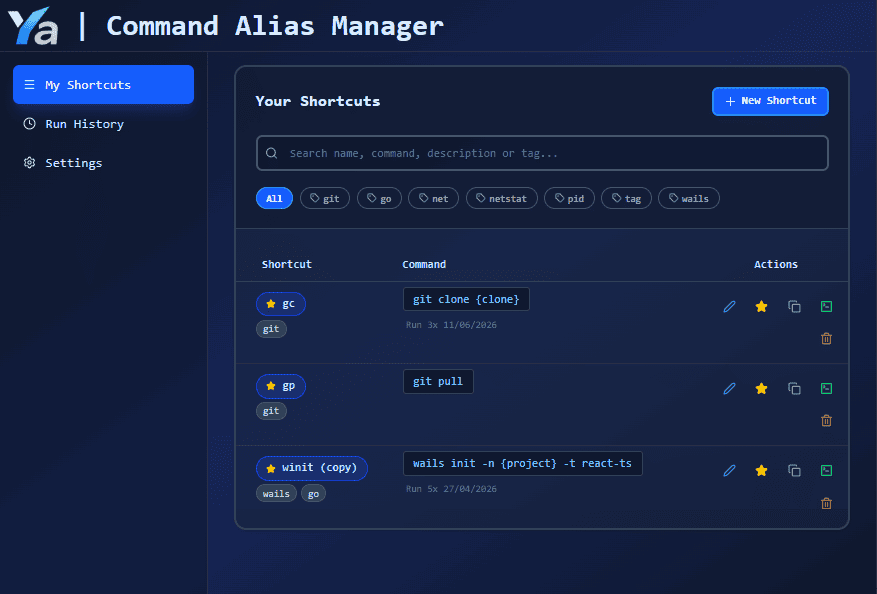 Ya | Command Alias Manager
My Shortcuts
Run History
Settings
Your Shortcuts
+ New Shortcut
Search name, command, description or tag...
All git go net netstat pid tag wails
Shortcut Command Actions
gc git clone {clone}
git Run 3x 11/06/2026
gp git pull
git
winit (copy) wails init -n {project} -t react-ts
wails go Run 5x 27/04/2026